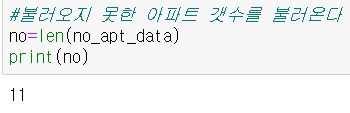 #불러오지 못한 아파트 갯수를 불러온다
no=len(no_apt_data)
print(no)
11